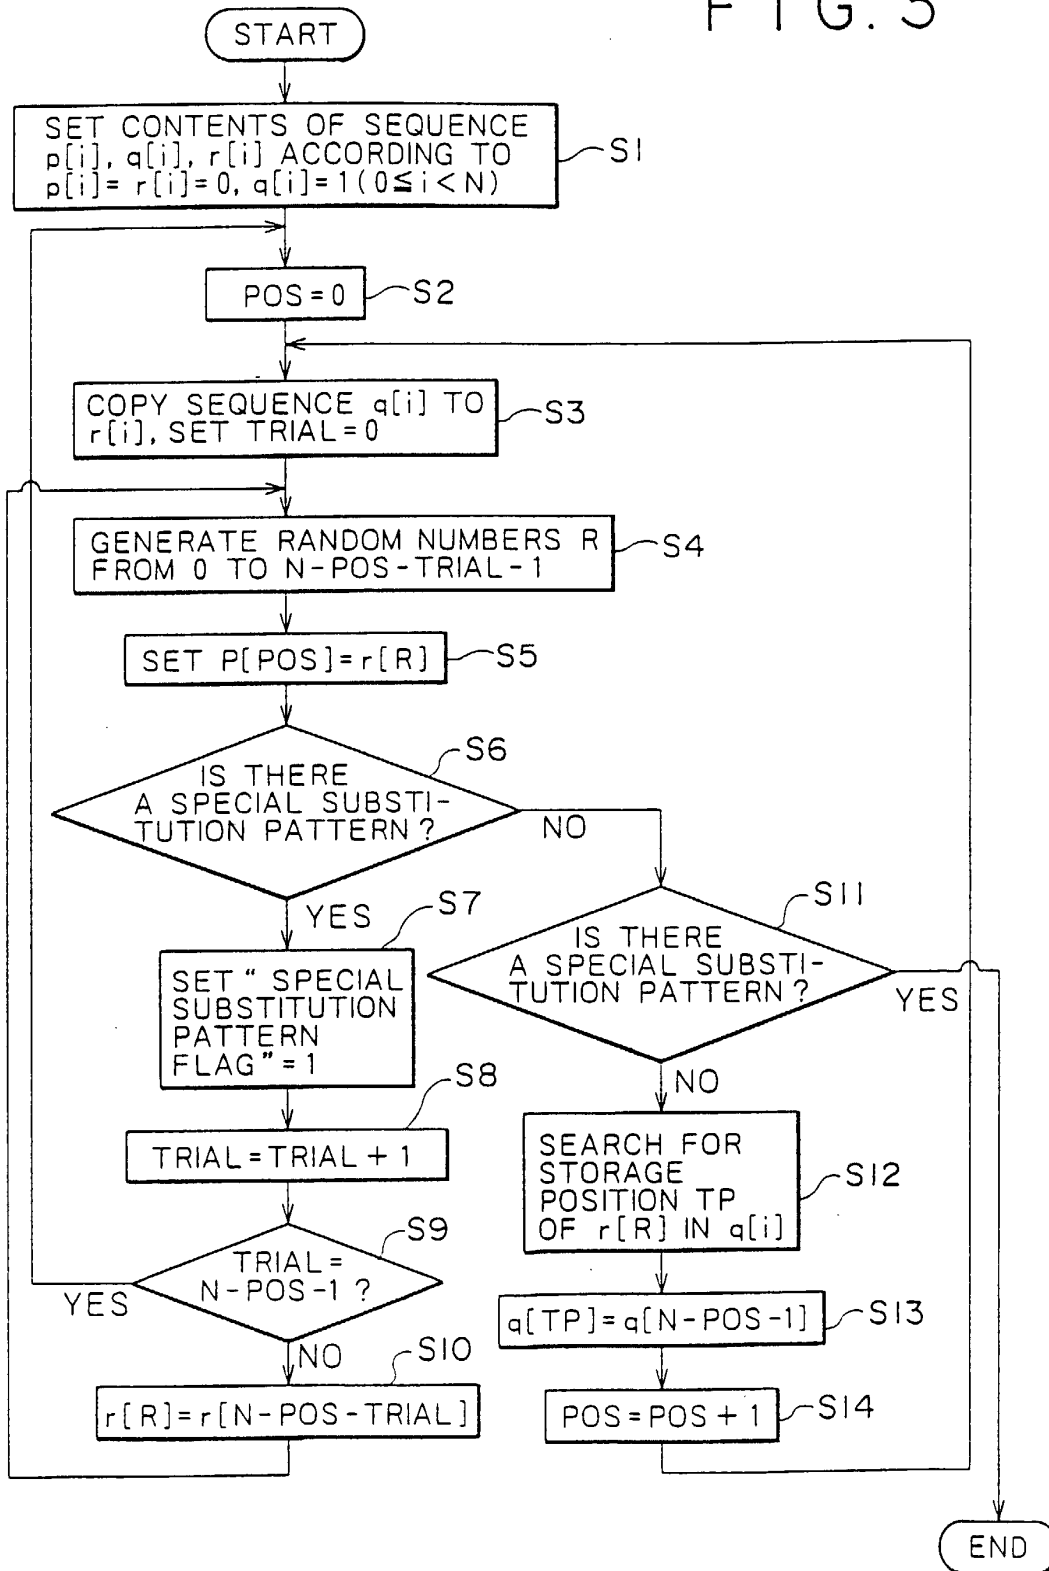 FIG. 5
START
SET CONTENTS OF SEQUENCE
p[i], q[i], r[i] ACCORDING TO
p[i]= r[i]=0, q[i]=1(0≦i<N)
S1
POS=0
S2
COPY SEQUENCE q[i] TO
r[i], SET TRIAL=0
S3
GENERATE RANDOM NUMBERS R
FROM 0 TO N-POS-TRIAL-1
S4
SET P[POS]=r[R]
S5
IS THERE
A SPECIAL SUBSTI-
TUTION PATTERN?
S6
NO
YES
S7
SET "SPECIAL
SUBSTITUTION
PATTERN
FLAG"=1
S8
TRIAL=TRIAL+1
S9
TRIAL=
N-POS-1 ?
YES
NO
S10
r[R]=r[N-POS-TRIAL]
S11
IS THERE
A SPECIAL SUBSTI-
TUTION PATTERN?
YES
NO
SEARCH FOR
STORAGE
POSITION TP
OF r[R] IN q[i]
S12
q[TP]=q[N-POS-1]
S13
POS=POS+1
S14
END